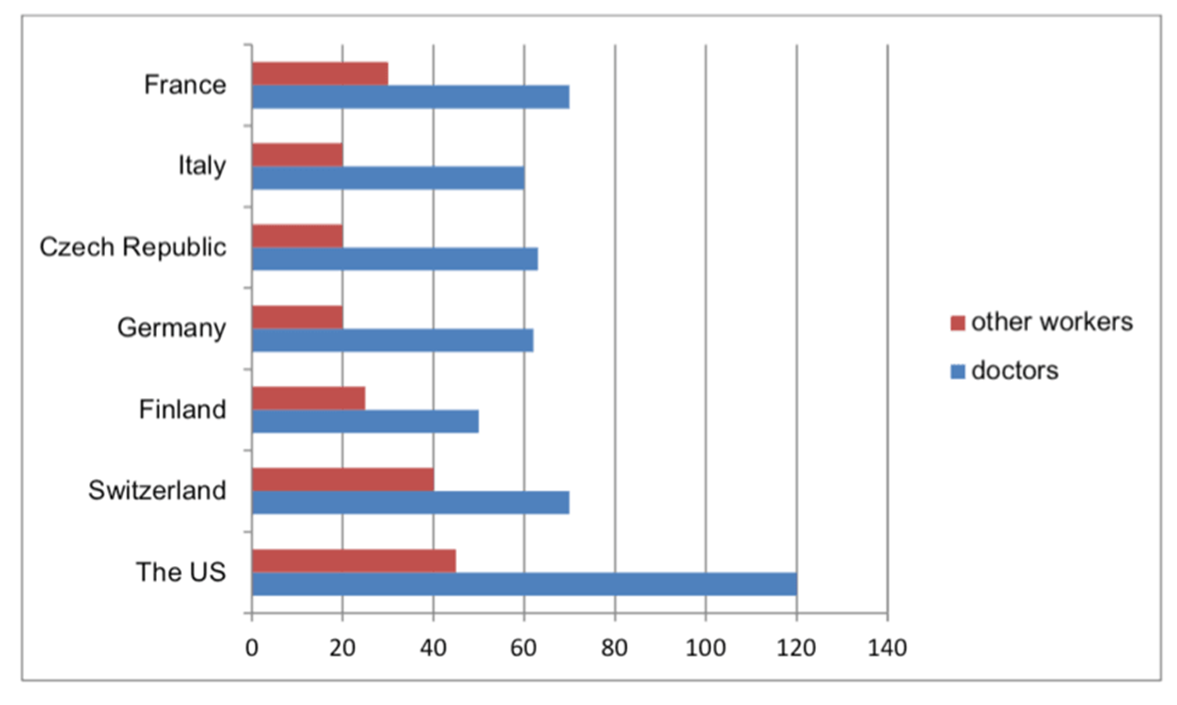 France
Italy
Czech Republic
Germany
Finland
Switzerland
The US
other workers
doctors
0 20 40 60 80 100 120 140